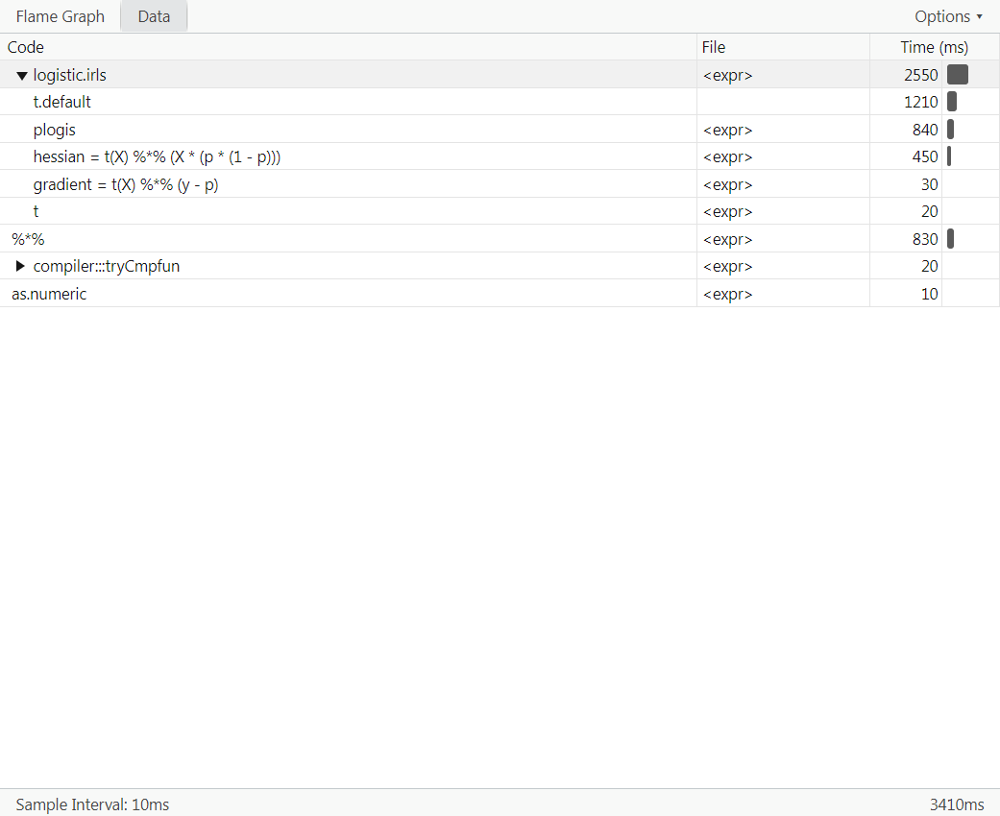 Flame Graph Data Options ▾
Code File Time (ms)
▼ logistic.irls <expr> 2550
t.default 1210
plogis <expr> 840
hessian = t(X) %*% (X * (p * (1 - p))) <expr> 450
gradient = t(X) %*% (y - p) <expr> 30
t <expr> 20
%*% <expr> 830
▶ compiler:::tryCmpfun <expr> 20
as.numeric <expr> 10
Sample Interval: 10ms 3410ms